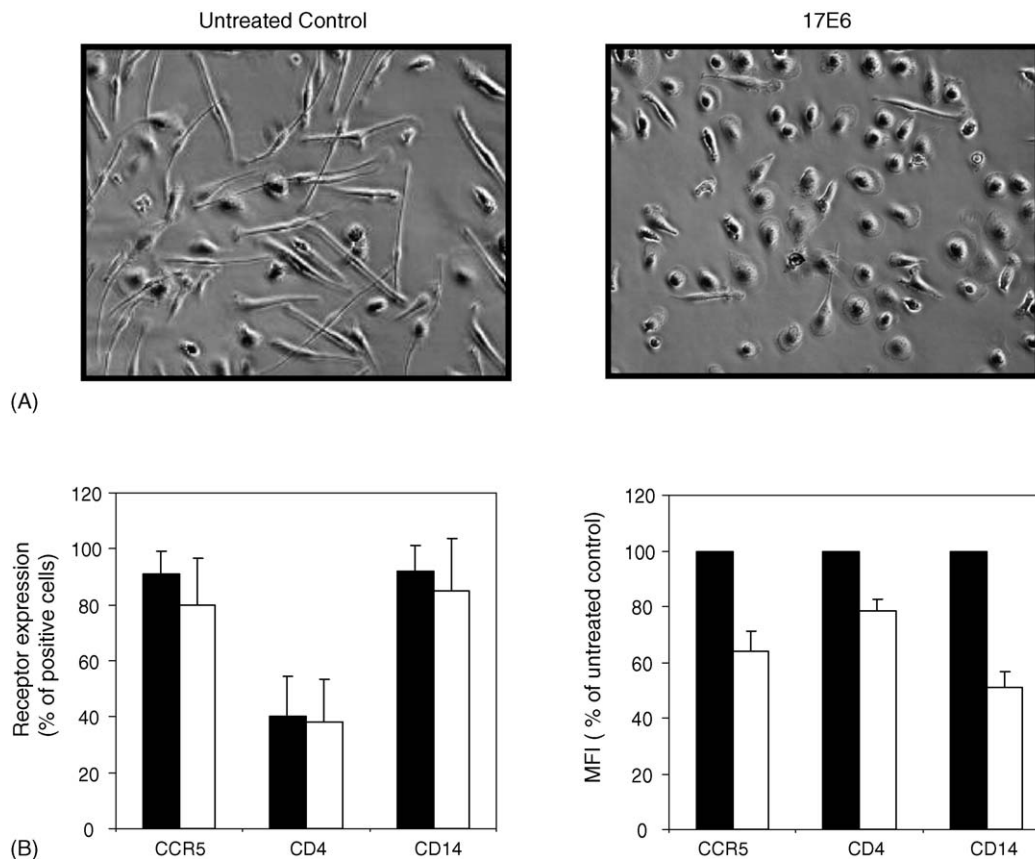 Untreated Control
17E6
(A)
Receptor expression
(% of positive cells)
120
100
80
60
40
20
0
CCR5
CD4
CD14
MFI ( % of untreated control)
120
100
80
60
40
20
0
CCR5
CD4
CD14
(B)